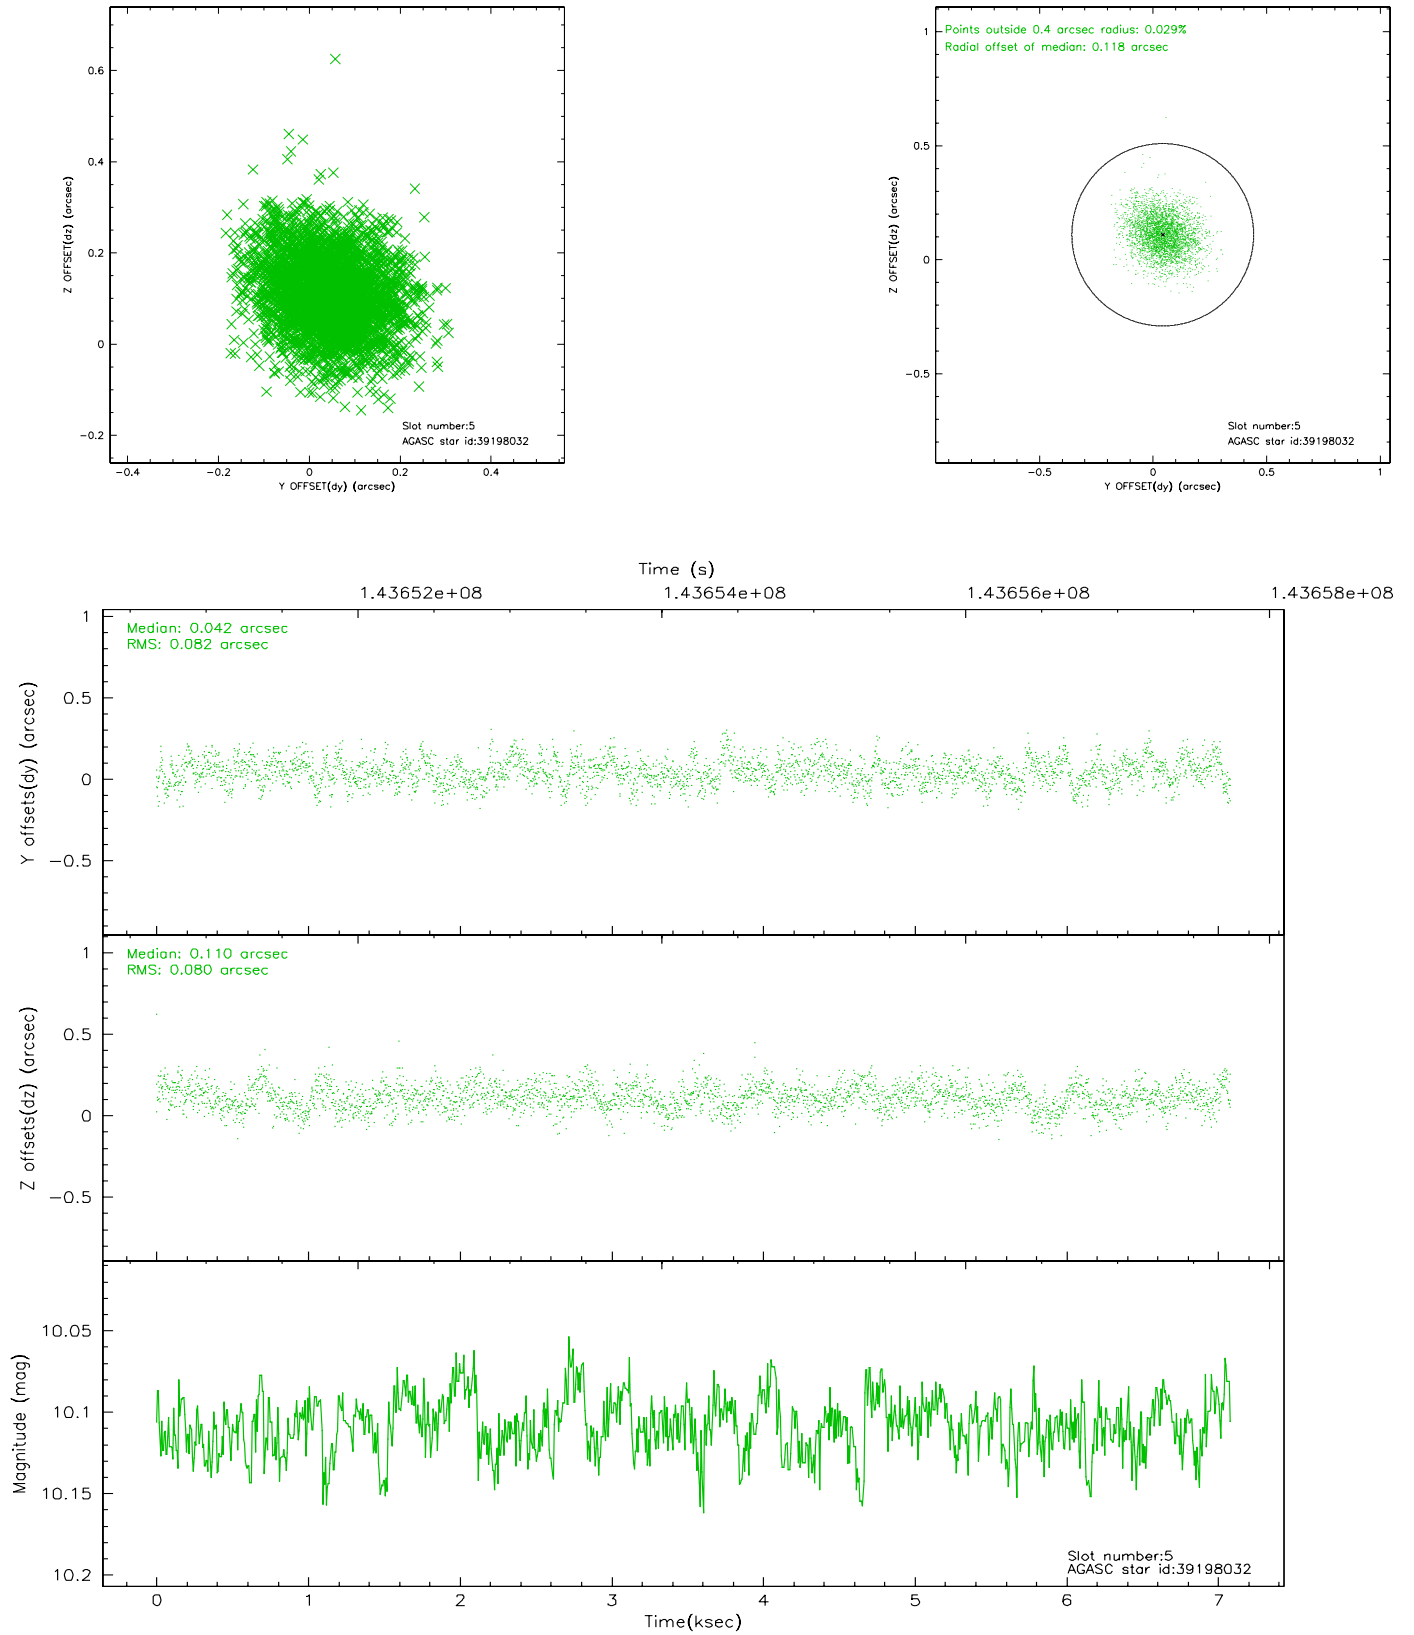 0.6
0.4
0.2
0
−0.2
Z OFFSET(dz) (arcsec)
−0.4
−0.2
0
0.2
0.4
Y OFFSET(dy) (arcsec)
Slot number:5
AGASC star id:39198032
Points outside 0.4 arcsec radius: 0.029%
Radial offset of median: 0.118 arcsec
1
0.5
0
−0.5
Z OFFSET(dz) (arcsec)
−0.5
0
0.5
1
Y OFFSET(dy) (arcsec)
Slot number:5
AGASC star id:39198032
Time (s)
1.43652e+08
1.43654e+08
1.43656e+08
1.43658e+08
Median: 0.042 arcsec
RMS: 0.082 arcsec
1
0.5
0
−0.5
Y offsets(dy) (arcsec)
Median: 0.110 arcsec
RMS: 0.080 arcsec
1
0.5
0
−0.5
Z offsets(dz) (arcsec)
10.05
10.1
10.15
10.2
Magnitude (mag)
Slot number:5
AGASC star id:39198032
0
1
2
3
4
5
6
7
Time(ksec)